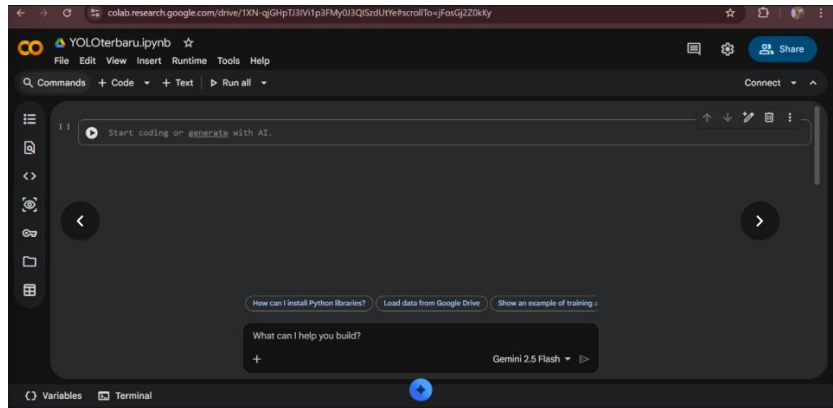 colab.research.google.com/drive/1XN-qjGHpTJ3IVi1p3FMy0J3QISzdUtYe#scrollTo=jFosGj2Z0kKy
CO YOLOterbaru.ipynb
Share
File Edit View Insert Runtime Tools Help
Commands + Code + Text Run all Connect
[ ] Start coding or generate with AI.
How can I install Python libraries? Load data from Google Drive Show an example of training
What can I help you build?
+ Gemini 2.5 Flash
{} Variables Terminal